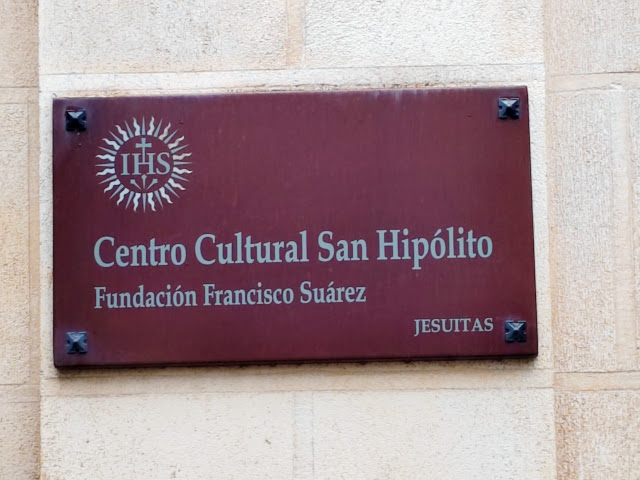 IHS
Centro Cultural San Hipólito
Fundación Francisco Suárez
JESUITAS